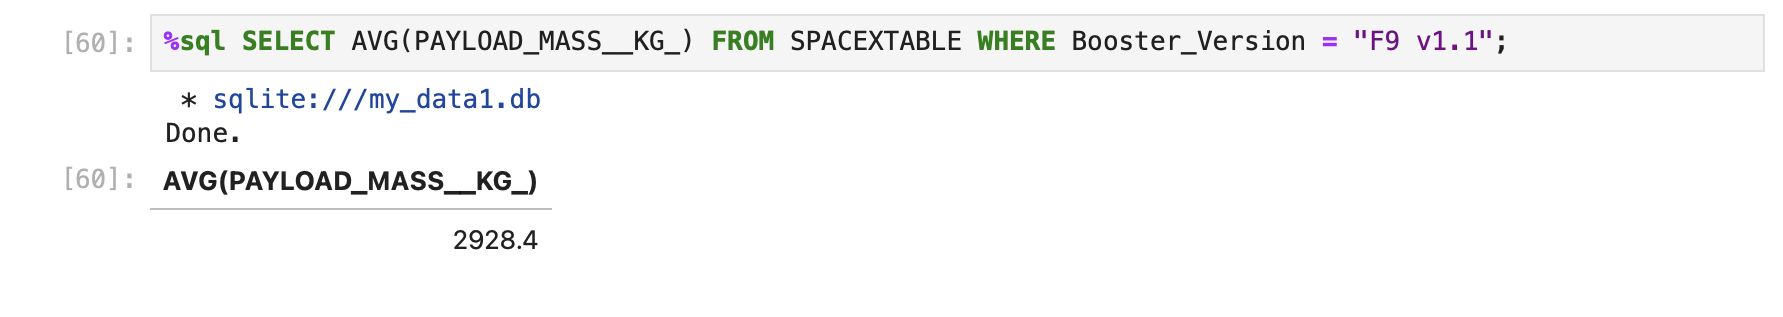 [60]: %sql SELECT AVG(PAYLOAD_MASS__KG_) FROM SPACEXTABLE WHERE Booster_Version = "F9 v1.1";
* sqlite:///my_data1.db
Done.
[60]: AVG(PAYLOAD_MASS__KG_)
2928.4